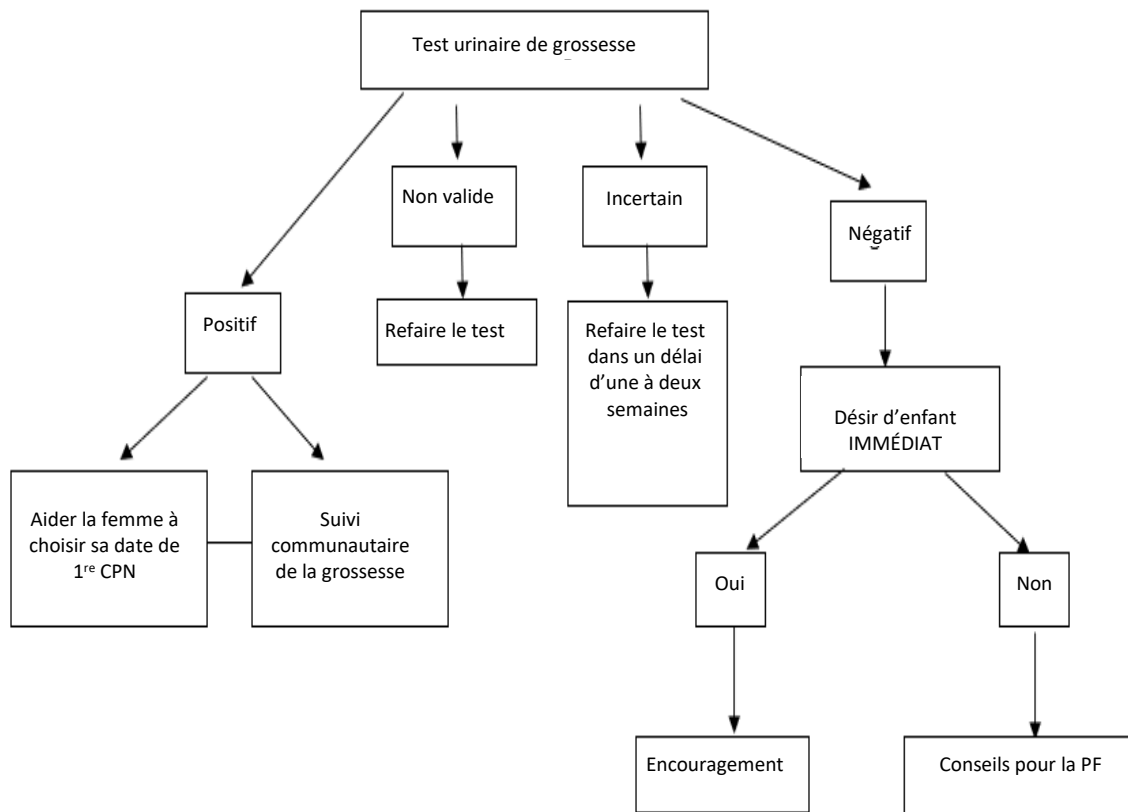 Test urinaire de grossesse
Non valide
Incertain
Négatif
Positif
Refaire le test
Refaire le test
dans un délai
d’une à deux
semaines
Désir d’enfant
IMMÉDIAT
Aider la femme à
choisir sa date de
1re CPN
Suivi
communautaire
de la grossesse
Oui
Non
Encouragement
Conseils pour la PF